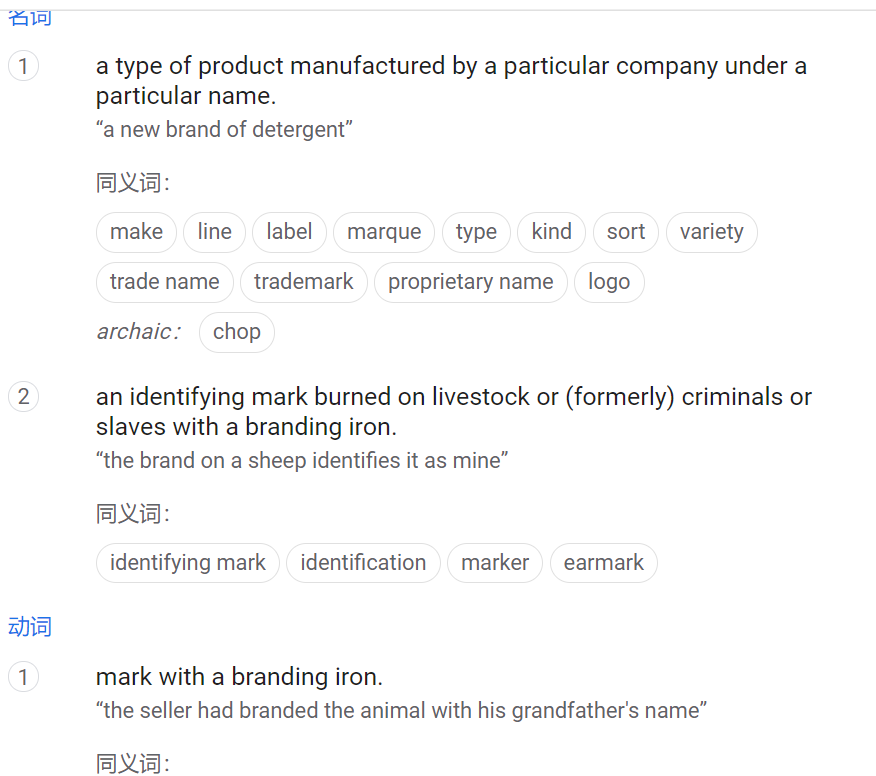 名词
1
a type of product manufactured by a particular company under a
particular name.
“a new brand of detergent”
同义词：
make line label marque type kind sort variety
trade name trademark proprietary name logo
archaic： chop
2
an identifying mark burned on livestock or (formerly) criminals or
slaves with a branding iron.
“the brand on a sheep identifies it as mine”
同义词：
identifying mark identification marker earmark
动词
1
mark with a branding iron.
“the seller had branded the animal with his grandfather's name”
同义词：